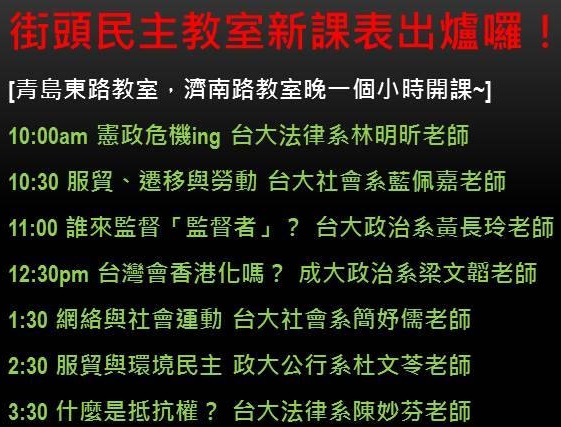 街頭民主教室新課表出爐囉！
[青島東路教室，濟南路教室晚一個小時開課~]
10:00am 憲政危機ing 台大法律系林明昕老師
10:30 服貿、遷移與勞動 台大社會系藍佩嘉老師
11:00 誰來監督「監督者」？ 台大政治系黃長玲老師
12:30pm 台灣會香港化嗎？ 成大政治系梁文韜老師
1:30 網絡與社會運動 台大社會系簡妤儒老師
2:30 服貿與環境民主 政大公行系杜文苓老師
3:30 什麼是抵抗權？ 台大法律系陳妙芬老師